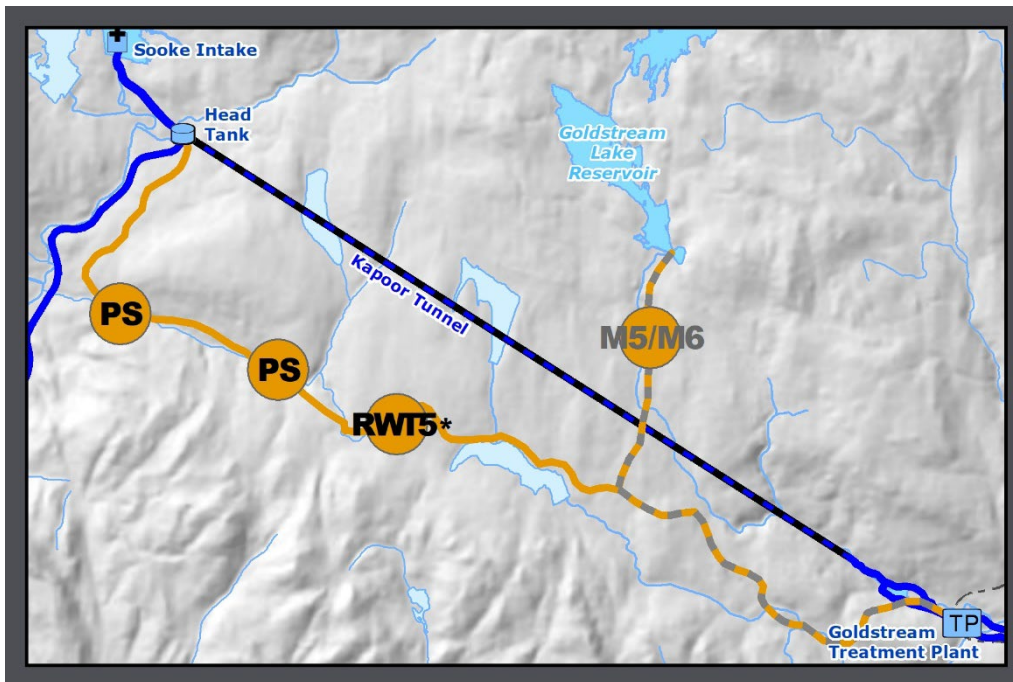 Sooke Intake
Head
Tank
Goldstream
Lake
Reservoir
Kapoor Tunnel
PS
M5/M6
PS
RWT5*
TP
Goldstream
Treatment Plant